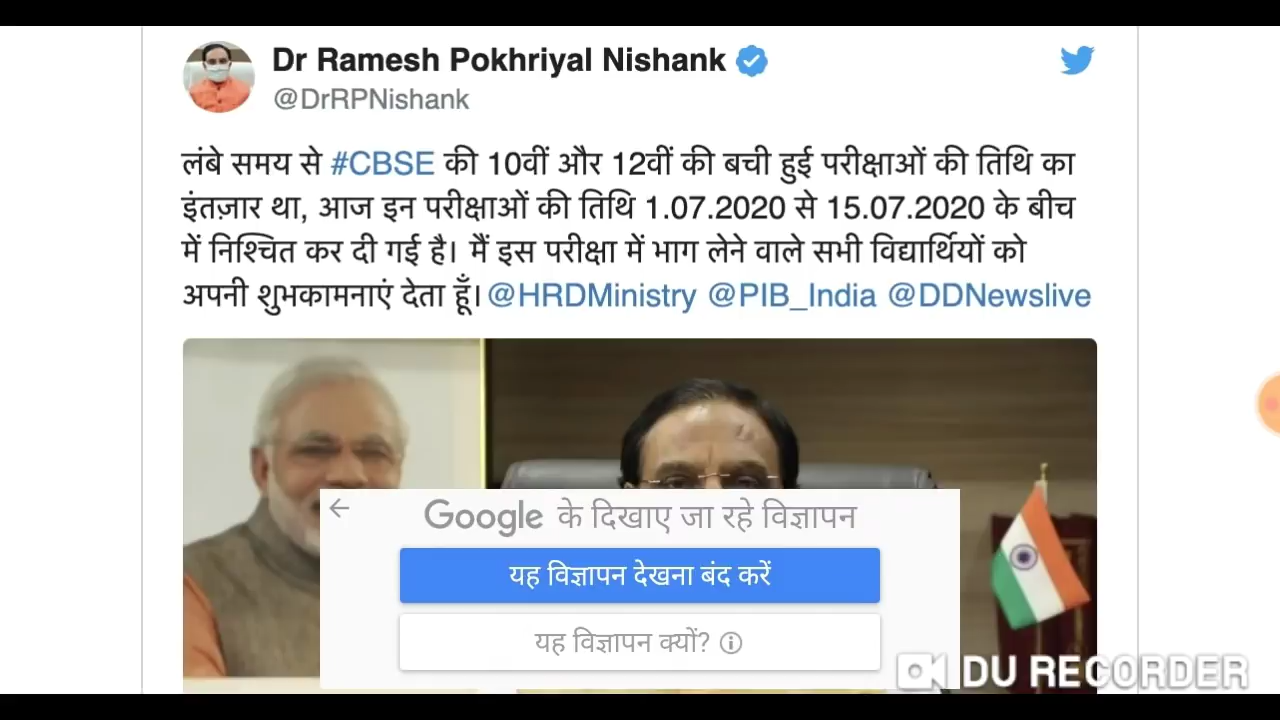 Dr Ramesh Pokhriyal Nishank
@DrRPNishank
लंबे समय से #CBSE की 10वीं और 12वीं की बची हुई परीक्षाओं की तिथि का
इंतज़ार था, आज इन परीक्षाओं की तिथि 1.07.2020 से 15.07.2020 के बीच
में निश्चित कर दी गई है। मैं इस परीक्षा में भाग लेने वाले सभी विद्यार्थियों को
अपनी शुभकामनाएं देता हूँ। @HRDMinistry @PIB_India @DDNewslive
Google के दिखाए जा रहे विज्ञापन
यह विज्ञापन देखना बंद करें
यह विज्ञापन क्यों?
DU RECORDER